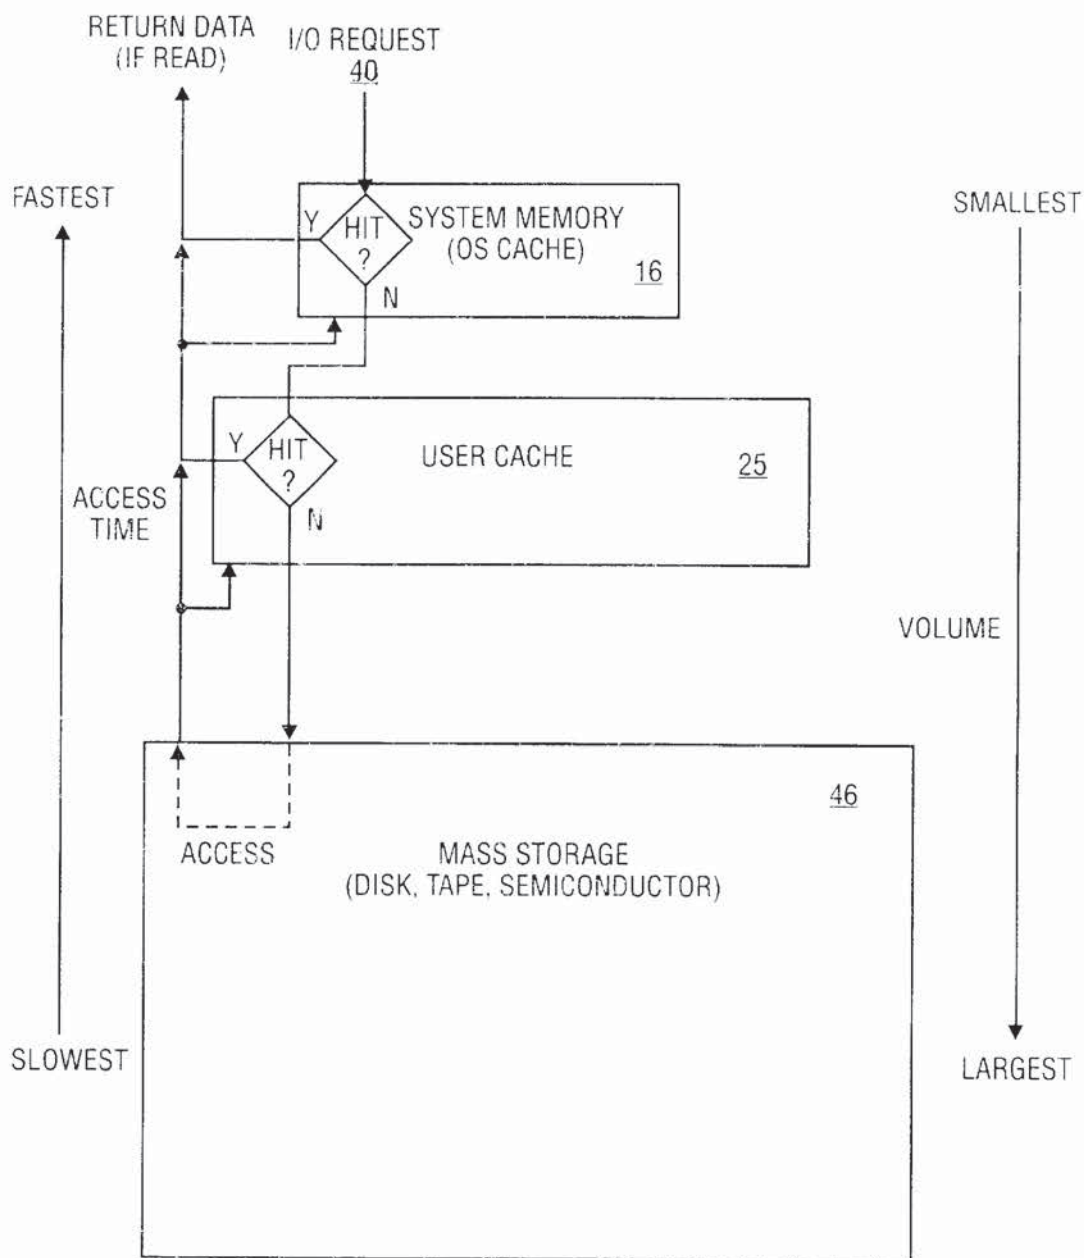 RETURN DATA
(IF READ)
I/O REQUEST
40
FASTEST
SMALLEST
Y
HIT
?
N
SYSTEM MEMORY
(OS CACHE)
16
Y
HIT
?
N
USER CACHE
25
ACCESS
TIME
VOLUME
46
ACCESS
MASS STORAGE
(DISK, TAPE, SEMICONDUCTOR)
SLOWEST
LARGEST